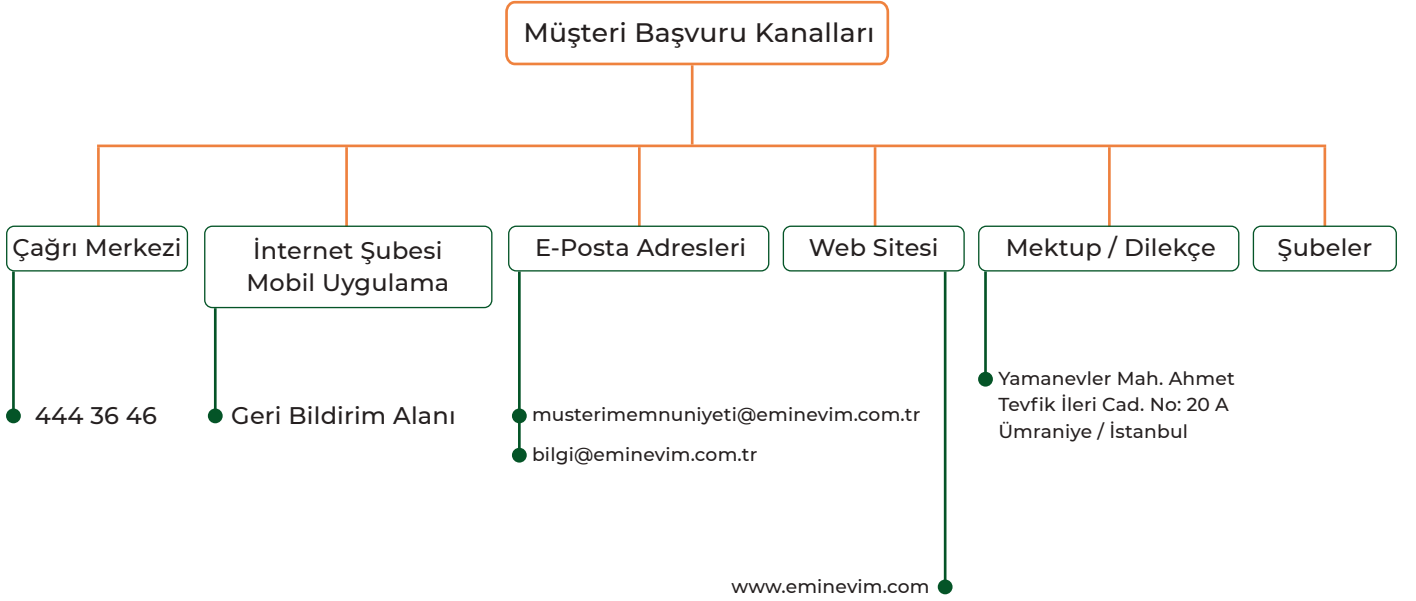 Müşteri Başvuru Kanalları
Çağrı Merkezi
444 36 46
İnternet Şubesi
Mobil Uygulama
Geri Bildirim Alanı
E-Posta Adresleri
musterimemnuniyeti@eminevim.com.tr
bilgi@eminevim.com.tr
Web Sitesi
www.eminevim.com
Mektup / Dilekçe
Yamanevler Mah. Ahmet
Tevfik İleri Cad. No: 20 A
Ümraniye / İstanbul
Şubeler